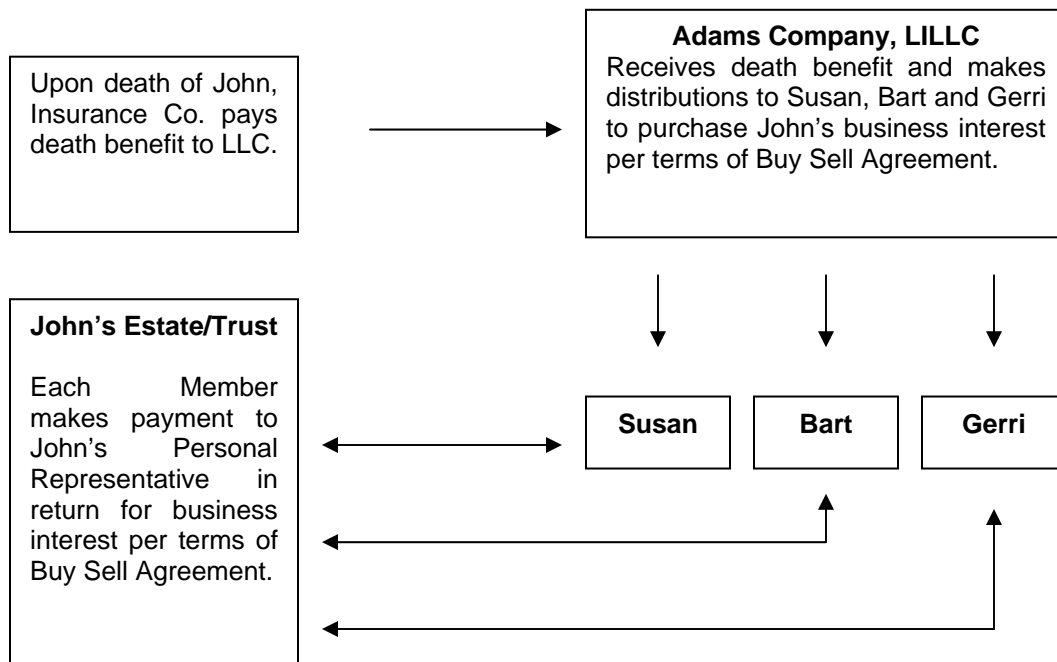 Upon death of John,
Insurance Co. pays
death benefit to LLC.
Adams Company, LILLC
Receives death benefit and makes
distributions to Susan, Bart and Gerri
to purchase John’s business interest
per terms of Buy Sell Agreement.
John’s Estate/Trust
Each Member
makes payment to
John’s Personal
Representative in
return for business
interest per terms of
Buy Sell Agreement.
Susan
Bart
Gerri